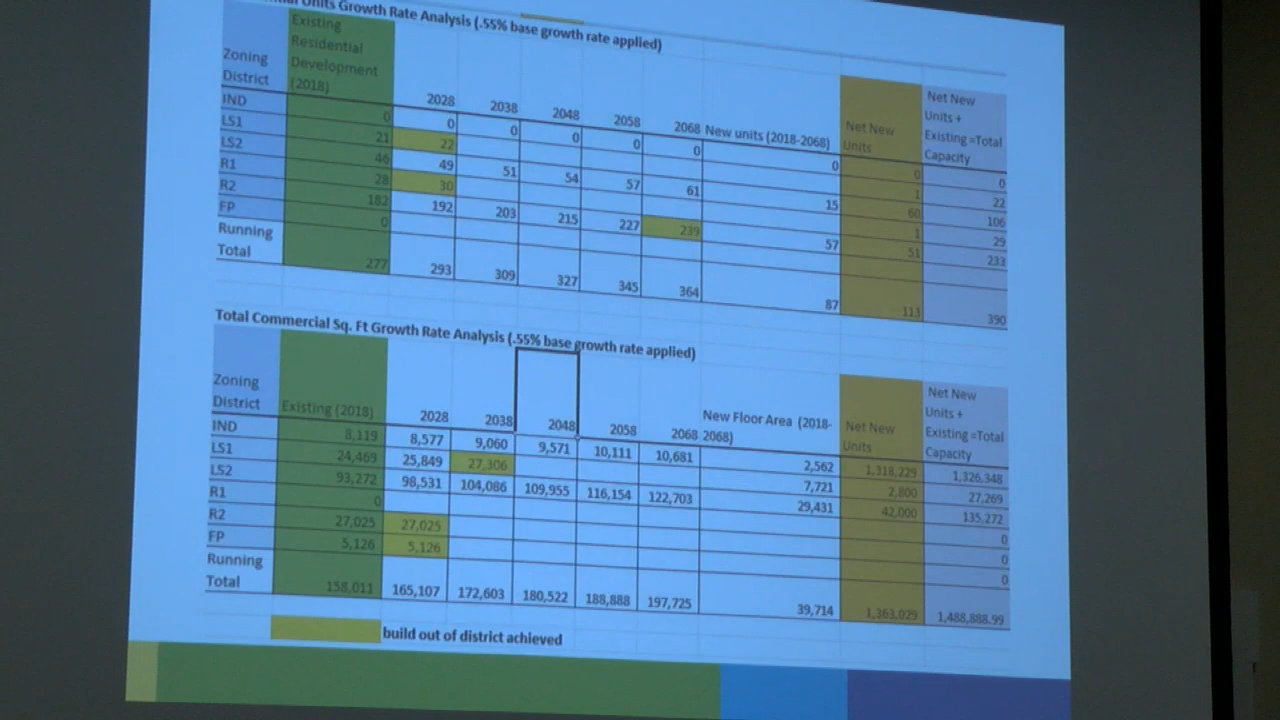 Units Growth Rate Analysis (.55% base growth rate applied)
Zoning District Existing Residential Development (2018) 2028 2038 2048 2058 2068 New units (2018-2068) Net New Units Net New Units + Existing =Total Capacity
IND 0 0 0 0 0 0 0 0 0
LS1 21 22 1 22
LS2 46 49 51 54 57 61 15 60 106
R1 28 30 1 29
R2 182 192 203 215 227 239 57 51 233
FP 0
Running Total 277 293 309 327 345 364 87 113 390
Total Commercial Sq. Ft Growth Rate Analysis (.55% base growth rate applied)
Zoning District Existing (2018) 2028 2038 2048 2058 2068 New Floor Area (2018-2068) Net New Units Net New Units + Existing =Total Capacity
IND 8,119 8,577 9,060 9,571 10,111 10,681 2,562 1,318,229 1,326,348
LS1 24,469 25,849 27,306 7,721 2,800 27,269
LS2 93,272 98,531 104,086 109,955 116,154 122,703 29,431 42,000 135,272
R1 0 0
R2 27,025 27,025 0
FP 5,126 5,126 0
Running Total 158,011 165,107 172,603 180,522 188,888 197,725 39,714 1,363,029 1,488,888.99
build out of district achieved